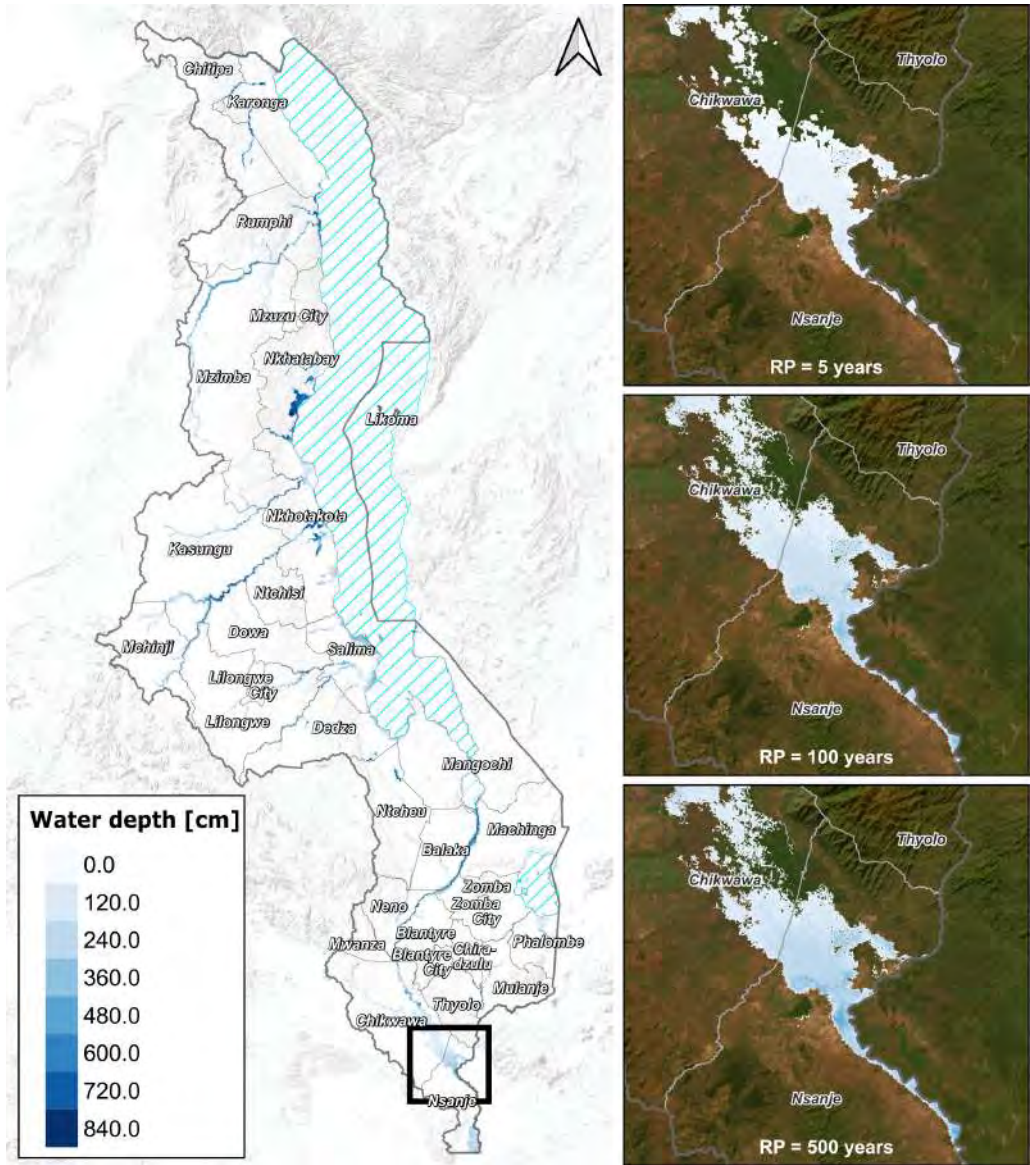 Chitipa
Karonga
Rumphi
Mzuzu City
Nkhatabay
Mzimba
Likoma
Nkhotakota
Kasungu
Ntchisi
Dowa
Mchinji
Salima
Lilongwe
City
Lilongwe
Dedza
Mangochi
Ntcheu
Machinga
Balaka
Zomba
Zomba
City
Neno
Blantyre
Phalombe
Mwanza
Blantyre
City
Chira-
dzulu
Mulanje
Thyolo
Chikwawa
Nsanje
Water depth [cm]
0.0
120.0
240.0
360.0
480.0
600.0
720.0
840.0
Thyolo
Chikwawa
Nsanje
RP = 5 years
Thyolo
Chikwawa
Nsanje
RP = 100 years
Thyolo
Chikwawa
Nsanje
RP = 500 years